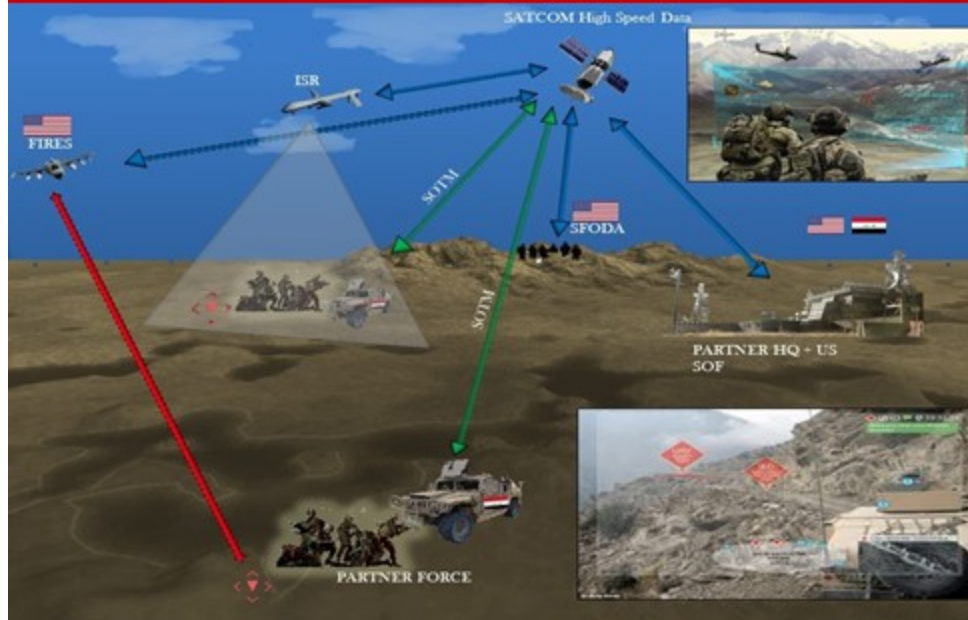 SATCOM High Speed Data
ISR
FIRES
SOTM
SFODA
SOTM
PARTNER HQ + US
SOF
PARTNER FORCE